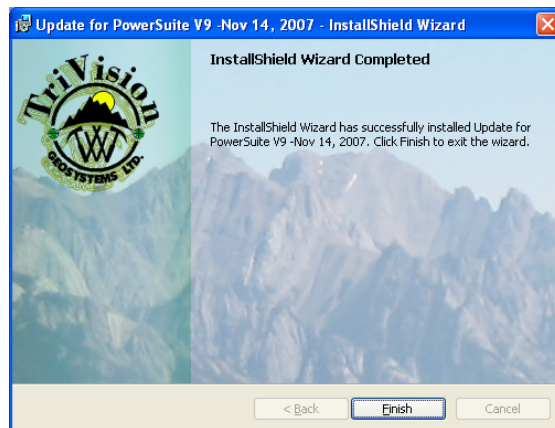 Update for PowerSuite V9 -Nov 14, 2007 - InstallShield Wizard
TriVision
GEOSYSTEMS LTD.
InstallShield Wizard Completed
The InstallShield Wizard has successfully installed Update for
PowerSuite V9 -Nov 14, 2007. Click Finish to exit the wizard.
< Back
Finish
Cancel